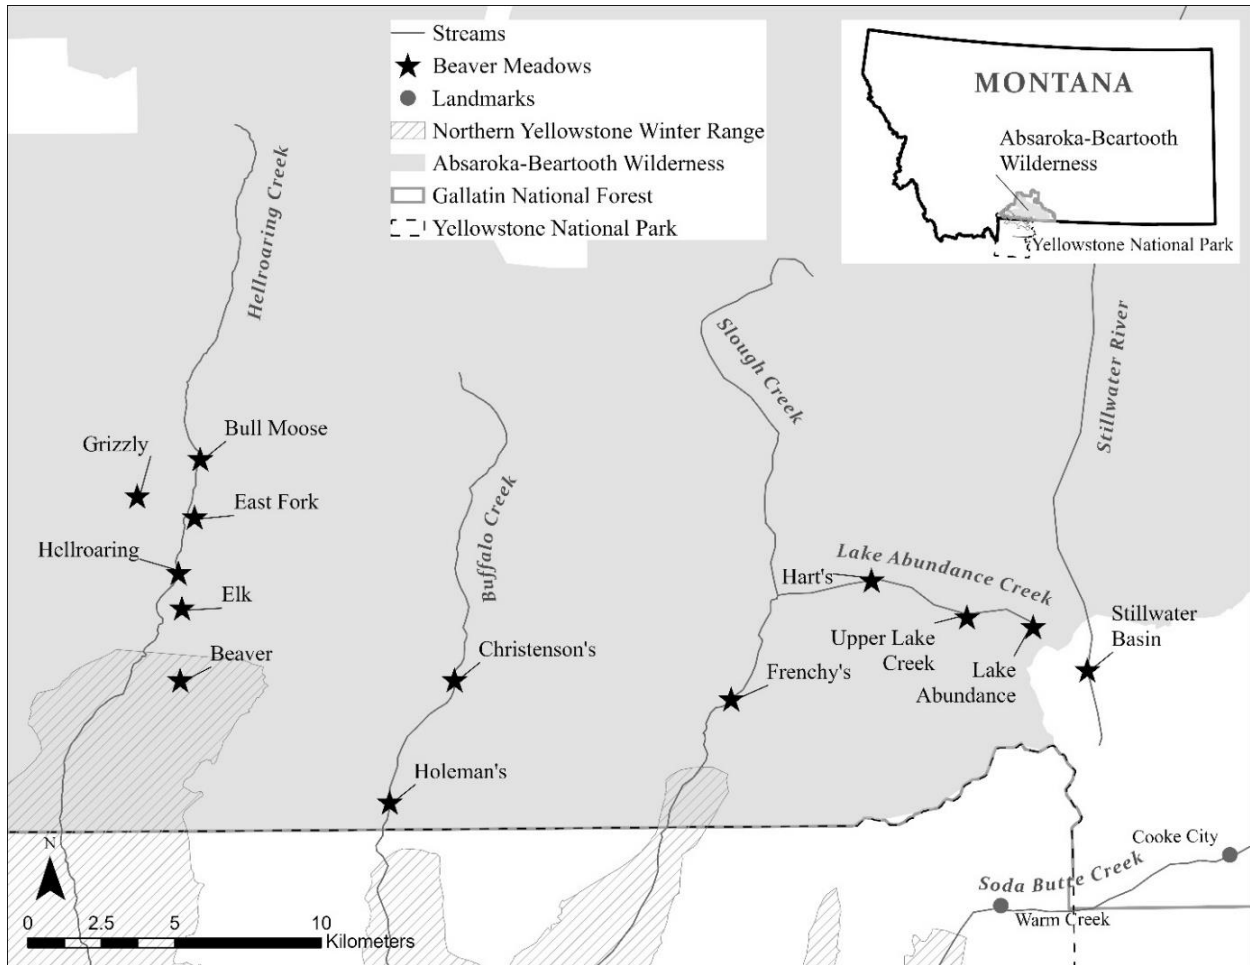 Streams
Beaver Meadows
Landmarks
Northern Yellowstone Winter Range
Absaroka-Beartooth Wilderness
Gallatin National Forest
Yellowstone National Park
MONTANA
Absaroka-Beartooth
Wilderness
Yellowstone National Park
Hellroaring Creek
Slough Creek
Stillwater River
Grizzly
Bull Moose
East Fork
Hellroaring
Elk
Beaver
Buffalo Creek
Christenson's
Holeman's
Lake Abundance Creek
Hart's
Upper Lake
Creek
Lake
Abundance
Stillwater
Basin
Frenchy's
Cooke City
Soda Butte Creek
Warm Creek
N
0 2.5 5 10
Kilometers